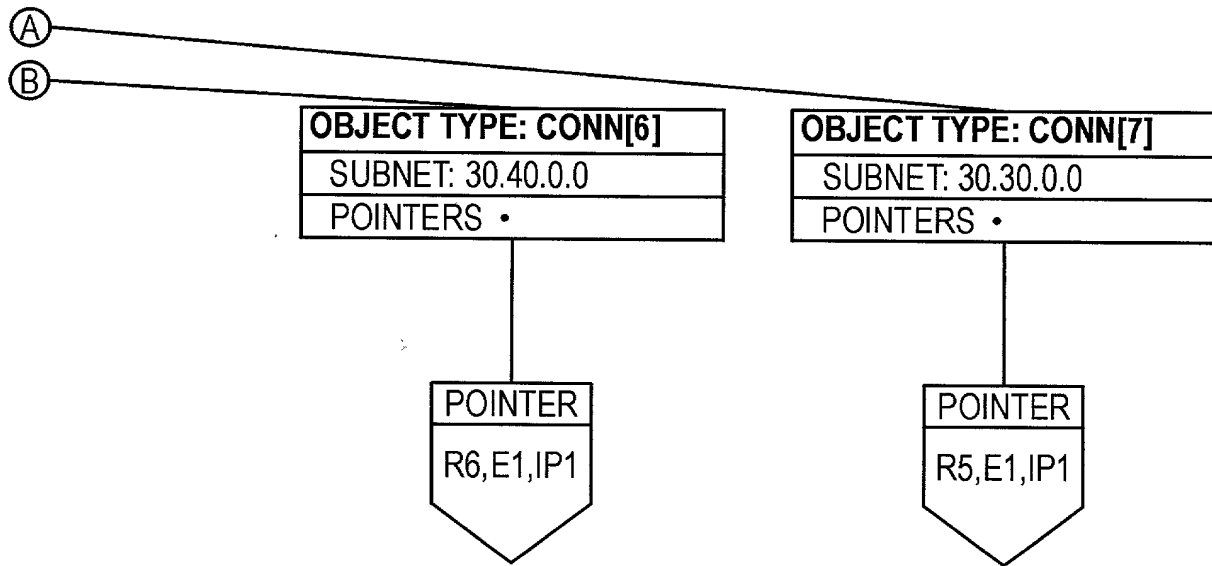 A
B
OBJECT TYPE: CONN[6]
SUBNET: 30.40.0.0
POINTERS •
POINTER
R6,E1,IP1
OBJECT TYPE: CONN[7]
SUBNET: 30.30.0.0
POINTERS •
POINTER
R5,E1,IP1